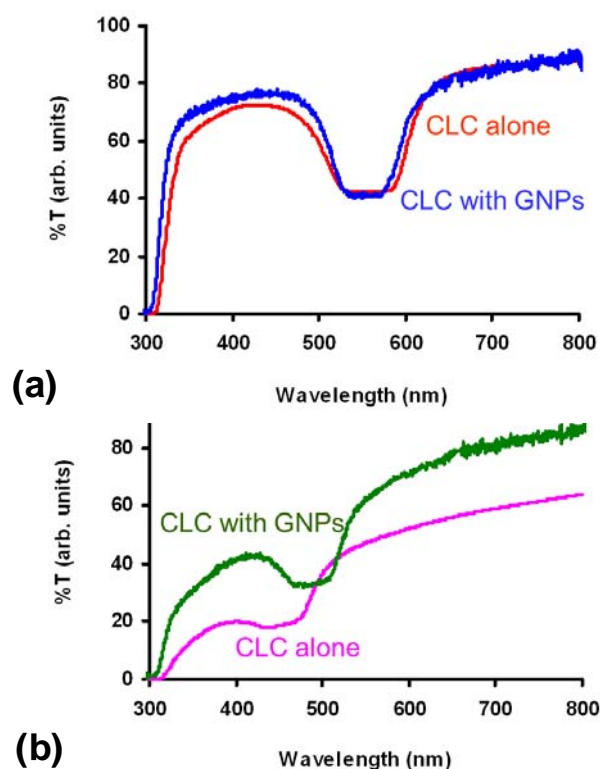 100
80
60
40
20
0
%T (arb. units)
CLC alone
CLC with GNPs
300 400 500 600 700 800
Wavelength (nm)
(a)
80
60
40
20
0
%T (arb. units)
CLC with GNPs
CLC alone
300 400 500 600 700 800
Wavelength (nm)
(b)